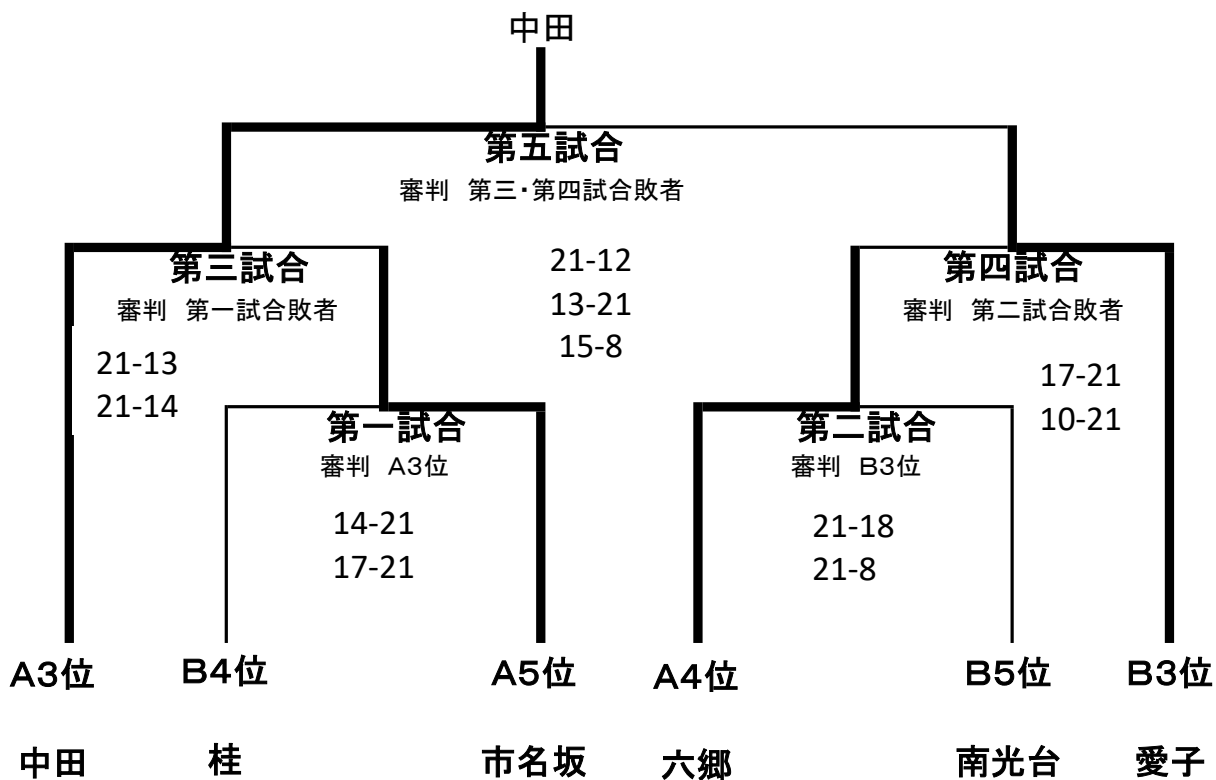 中田
第五試合
審判　第三・第四試合敗者
21-12
13-21
15-8
第三試合
審判　第一試合敗者
21-13
21-14
第四試合
審判　第二試合敗者
17-21
10-21
第一試合
審判　A3位
14-21
17-21
第二試合
審判　B3位
21-18
21-8
A3位
B4位
A5位
A4位
B5位
B3位
中田
桂
市名坂
六郷
南光台
愛子